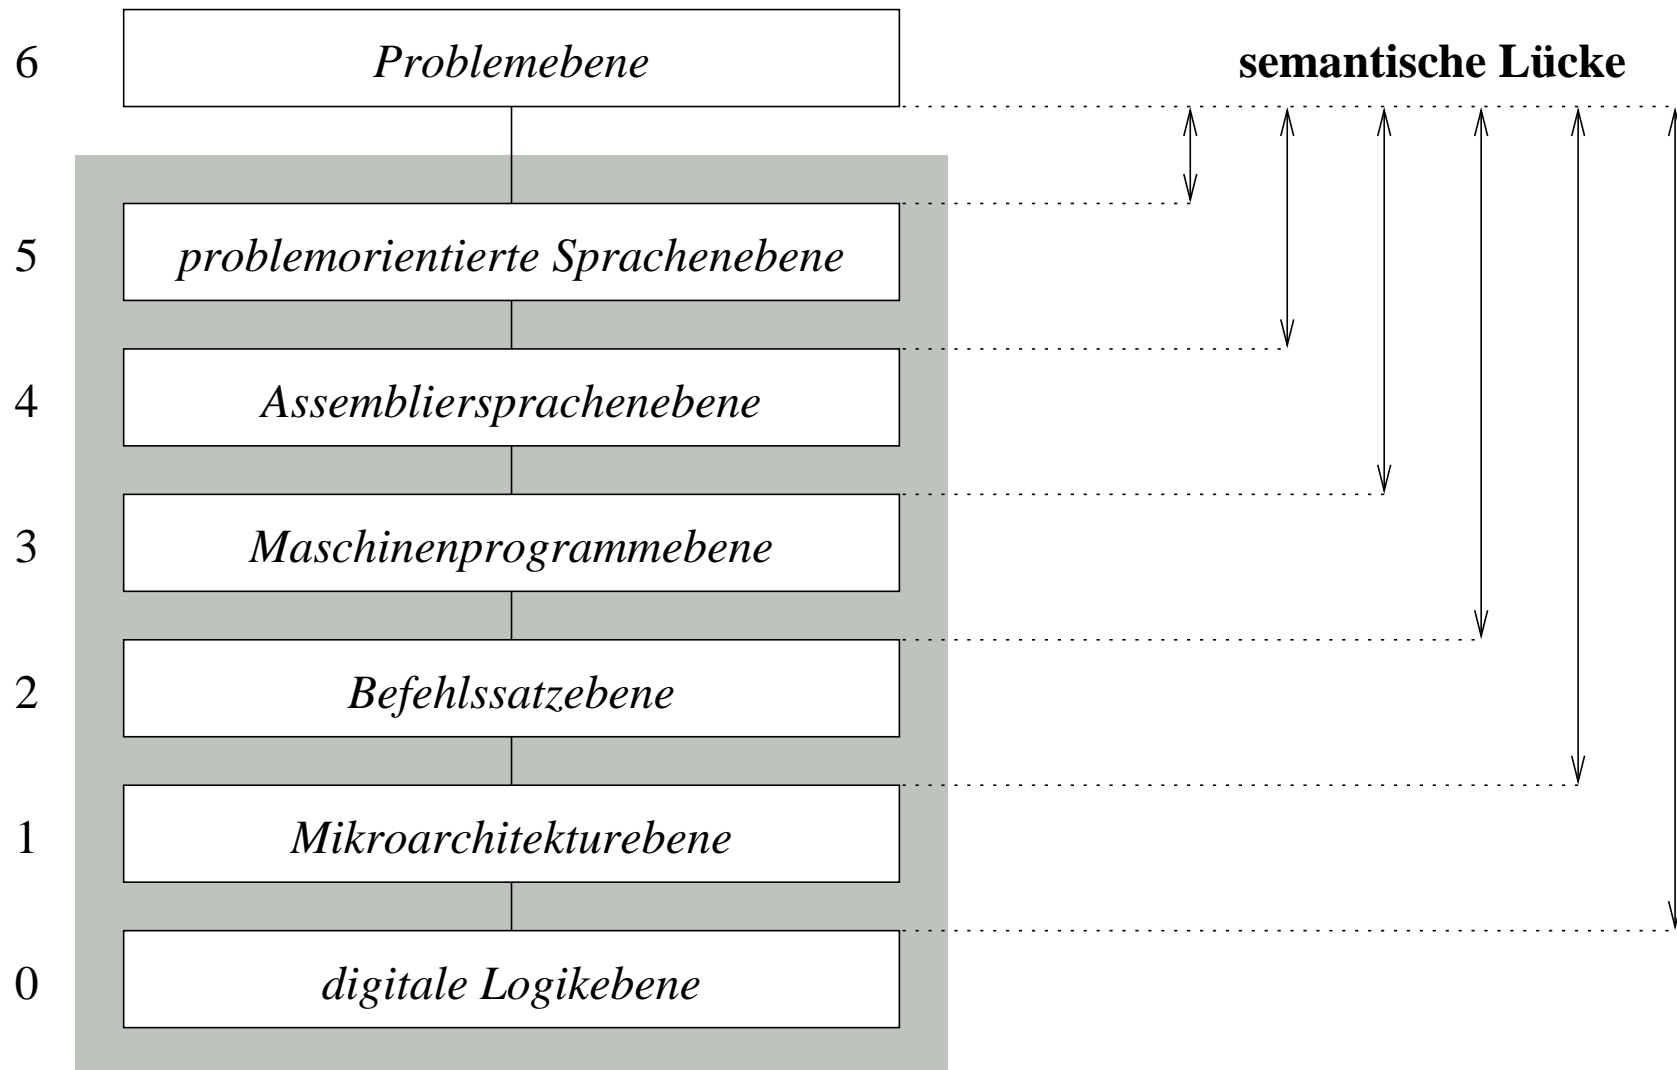 6 Problemebene semantische Lücke
5 problemorientierte Sprachenebene
4 Assembliersprachenebene
3 Maschinenprogrammebene
2 Befehlssatzebene
1 Mikroarchitekturebene
0 digitale Logikebene